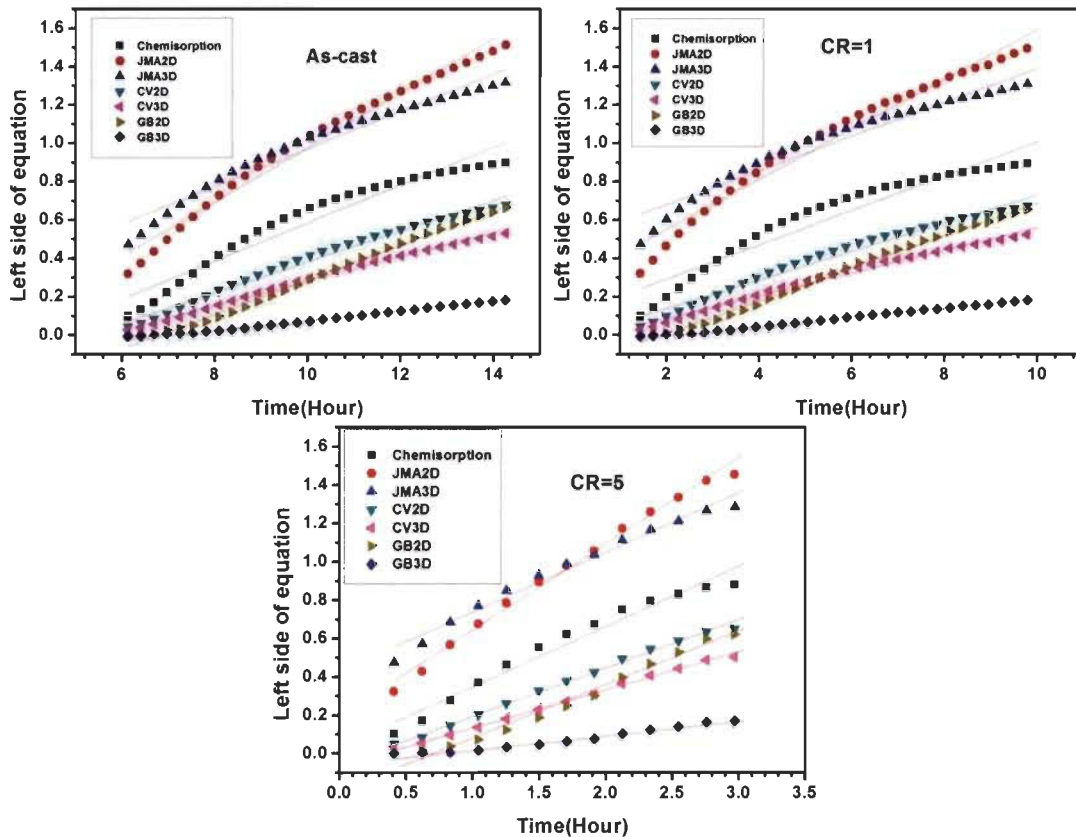 As-cast
Chemisorption
JMA2D
JMA3D
CV2D
CV3D
GB2D
GB3D
Left side of equation
1.6
1.4
1.2
1.0
0.8
0.6
0.4
0.2
0.0
6 8 10 12 14
Time(Hour)
CR=1
Chemisorption
JMA2D
JMA3D
CV2D
CV3D
GB2D
GB3D
Left side of equation
1.6
1.4
1.2
1.0
0.8
0.6
0.4
0.2
0.0
2 4 6 8 10
Time(Hour)
CR=5
Chemisorption
JMA2D
JMA3D
CV2D
CV3D
GB2D
GB3D
Left side of equation
1.6
1.4
1.2
1.0
0.8
0.6
0.4
0.2
0.0
0.0 0.5 1.0 1.5 2.0 2.5 3.0 3.5
Time(Hour)